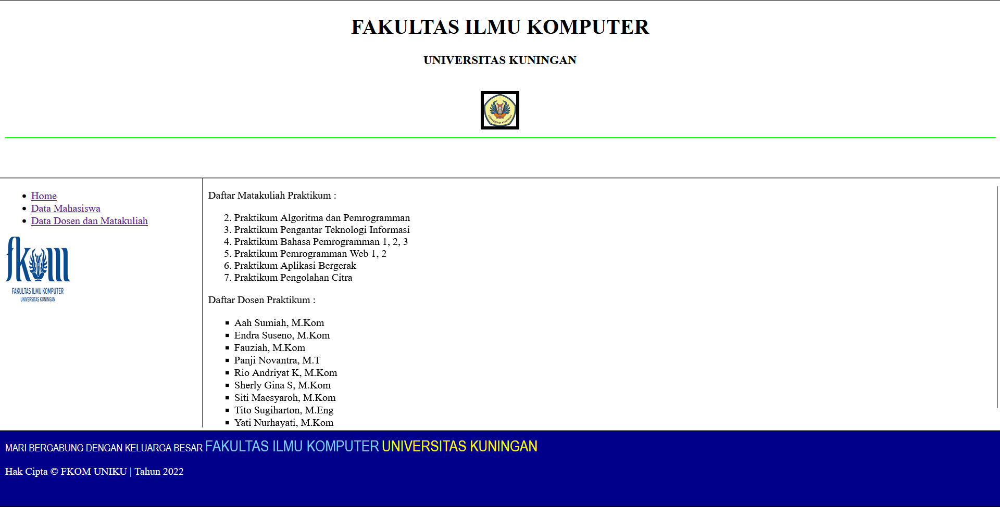 FAKULTAS ILMU KOMPUTER
UNIVERSITAS KUNINGAN
UNIVERSITAS KUNINGAN
Home
Data Mahasiswa
Data Dosen dan Matakuliah
fkom
FAKULTAS ILMU KOMPUTER
UNIVERSITAS KUNINGAN
Daftar Matakuliah Praktikum :
2. Praktikum Algoritma dan Pemrogramman
3. Praktikum Pengantar Teknologi Informasi
4. Praktikum Bahasa Pemrogramman 1, 2, 3
5. Praktikum Pemrogramman Web 1, 2
6. Praktikum Aplikasi Bergerak
7. Praktikum Pengolahan Citra
Daftar Dosen Praktikum :
Aah Sumiah, M.Kom
Endra Suseno, M.Kom
Fauziah, M.Kom
Panji Novantra, M.T
Rio Andriyat K, M.Kom
Sherly Gina S, M.Kom
Siti Maesyaroh, M.Kom
Tito Sugiharton, M.Eng
Yati Nurhayati, M.Kom
MARI BERGABUNG DENGAN KELUARGA BESAR FAKULTAS ILMU KOMPUTER UNIVERSITAS KUNINGAN
Hak Cipta © FKOM UNIKU | Tahun 2022